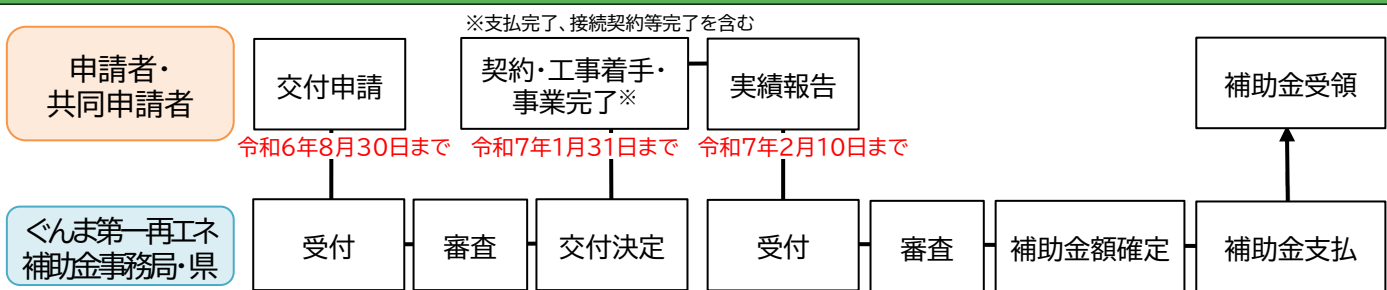 ※支払完了、接続契約等完了を含む
申請者・
共同申請者
交付申請
契約・工事着手・
事業完了※
実績報告
補助金受領
令和6年8月30日まで
令和7年1月31日まで
令和7年2月10日まで
ぐんま第一再エネ
補助金事務局・県
受付
審査
交付決定
受付
審査
補助金額確定
補助金支払